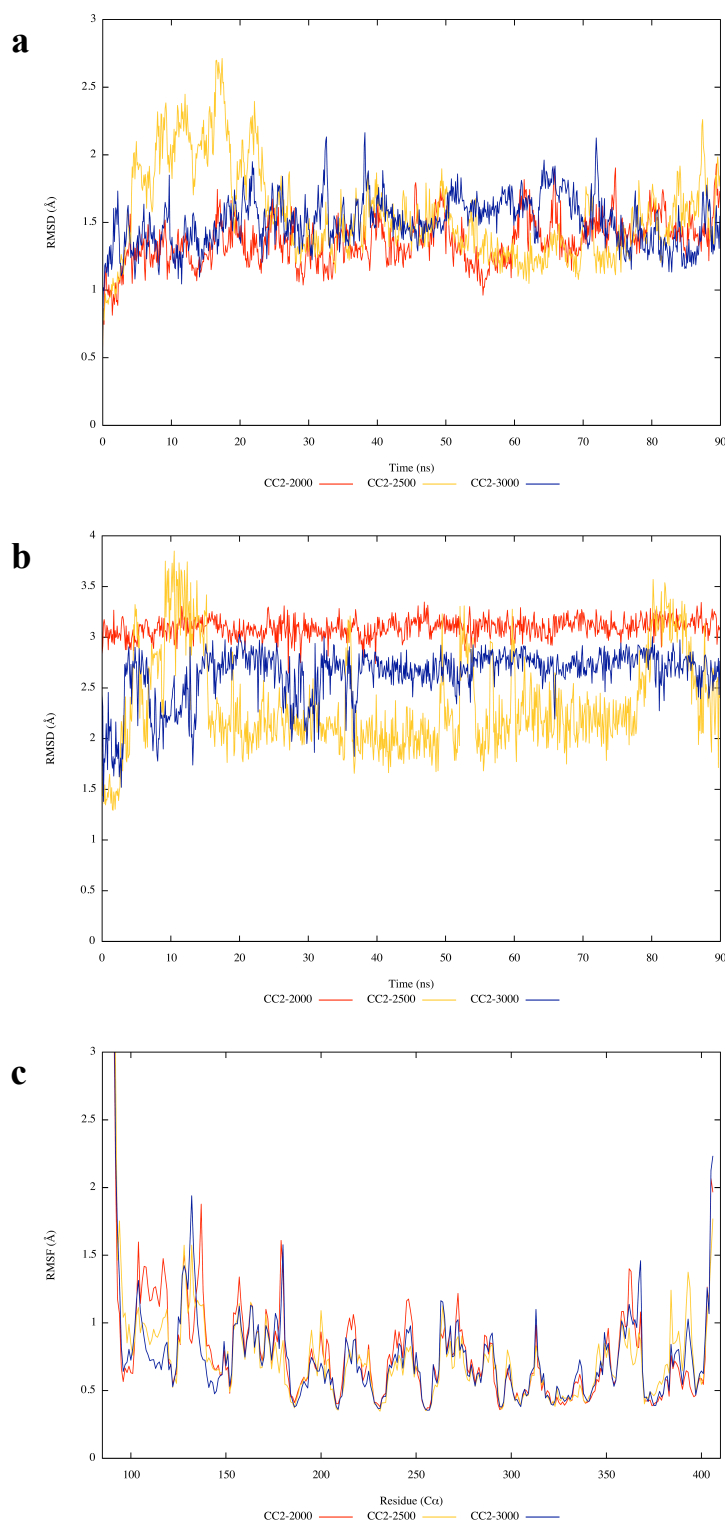 a
3
2.5
2
1.5
1
0.5
0
RMSD (Å)
0 10 20 30 40 50 60 70 80 90
Time (ns)
CC2-2000 CC2-2500 CC2-3000
b
4
3.5
3
2.5
2
1.5
1
0.5
0
RMSD (Å)
0 10 20 30 40 50 60 70 80 90
Time (ns)
CC2-2000 CC2-2500 CC2-3000
c
3
2.5
2
1.5
1
0.5
0
RMSF (Å)
100 150 200 250 300 350 400
Residue (Cα)
CC2-2000 CC2-2500 CC2-3000